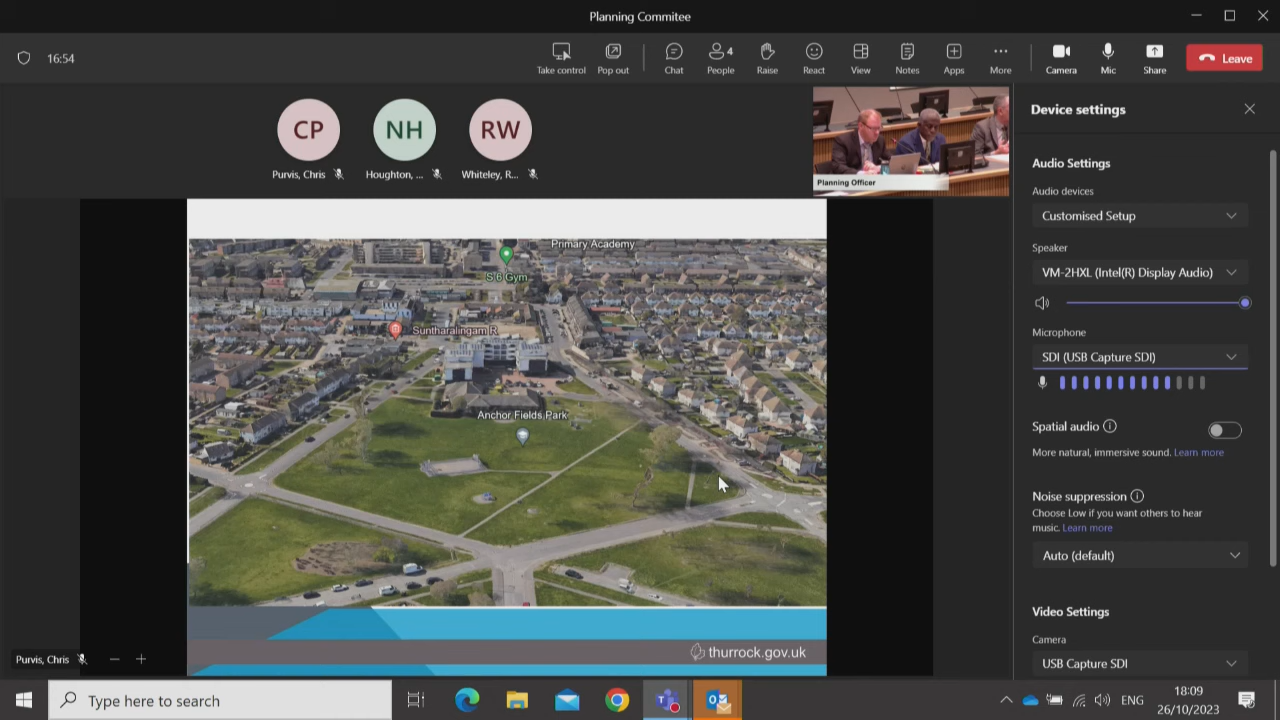 Planning Commitee
16:54
Take control
Pop out
Chat
4
People
Raise
React
View
Notes
Apps
More
Camera
Mic
Share
Leave
CP
NH
RW
Purvis, Chris
Houghton, ...
Whiteley, R...
Planning Officer
Device settings
Audio Settings
Audio devices
Customised Setup
Speaker
VM-2HXL (Intel(R) Display Audio)
Microphone
SDI (USB Capture SDI)
Spatial audio
More natural, immersive sound. Learn more
Noise suppression
Choose Low if you want others to hear
music. Learn more
Auto (default)
Video Settings
Camera
USB Capture SDI
Primary Academy
S 6 Gym
Suntharalingam R
Anchor Fields Park
thurrock.gov.uk
Purvis, Chris
Type here to search
ENG
18:09
26/10/2023